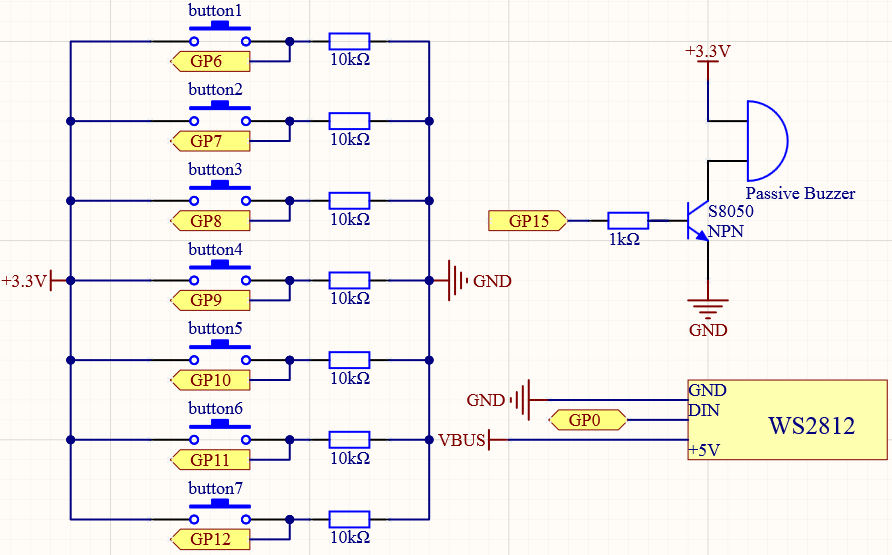 button1
GP6
10kΩ
button2
GP7
10kΩ
button3
GP8
10kΩ
button4
+3.3V
GP9
10kΩ
GND
button5
GP10
10kΩ
button6
GP11
10kΩ
button7
GP12
10kΩ
+3.3V
Passive Buzzer
GP15
1kΩ
S8050
NPN
GND
GND
GP0
VBUS
GND
DIN
+5V
WS2812